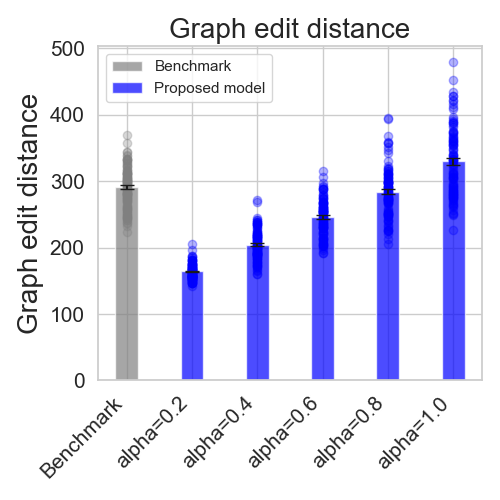 Graph edit distance
Benchmark
Proposed model
Graph edit distance
500
400
300
200
100
0
Benchmark
alpha=0.2
alpha=0.4
alpha=0.6
alpha=0.8
alpha=1.0